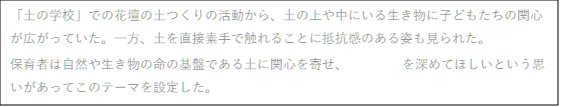 「土の学校」での花壇の土つくりの活動から、土の上や中にいる生き物に子どもたちの関心
が広がっていた。一方、土を直接素手で触れることに抵抗感のある姿も見られた。
保育者は自然や生き物の命の基盤である土に関心を寄せ、　　　　を深めてほしいという思
いがあってこのテーマを設定した。